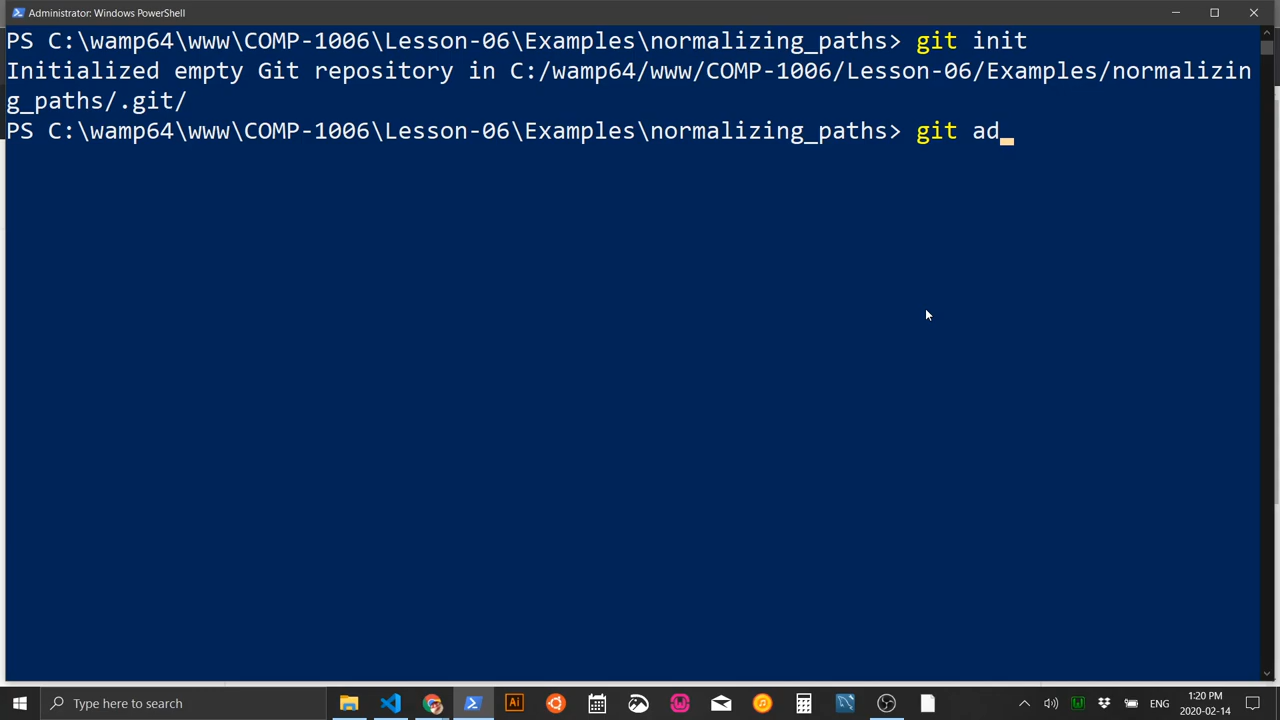 Administrator: Windows PowerShell
PS C:\wamp64\www\COMP-1006\Lesson-06\Examples\normalizing_paths> git init
Initialized empty Git repository in C:/wamp64/www/COMP-1006/Lesson-06/Examples/normalizin
g_paths/.git/
PS C:\wamp64\www\COMP-1006\Lesson-06\Examples\normalizing_paths> git ad
Type here to search
Ai
ENG
1:20 PM
2020-02-14